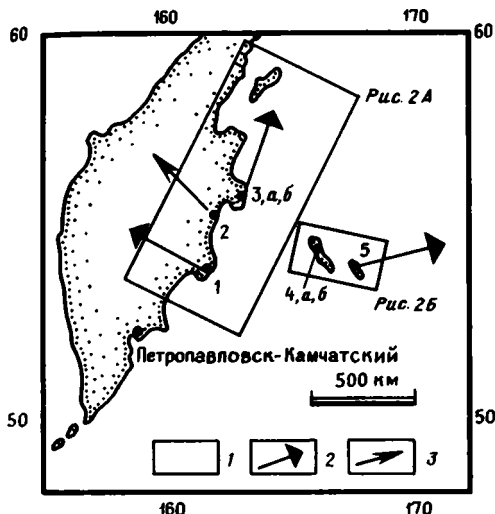 160 170
60 60
Рис. 2А
3,а,б
2
5
1
4,а,б
Рис. 2Б
Петропавловск-Камчатский
500 км
50 50
1 2 3
160 170